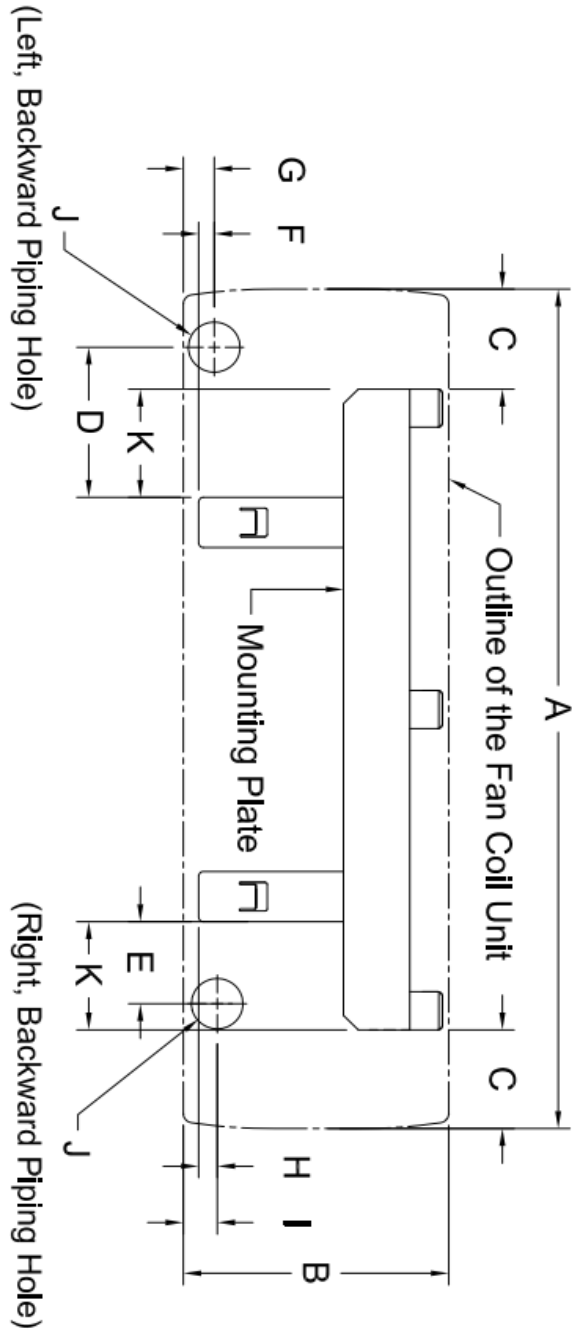 A
C
C
Outline of the Fan Coil Unit
Mounting Plate
B
G
F
H
I
D
K
E
K
J
J
(Left, Backward Piping Hole)
(Right, Backward Piping Hole)